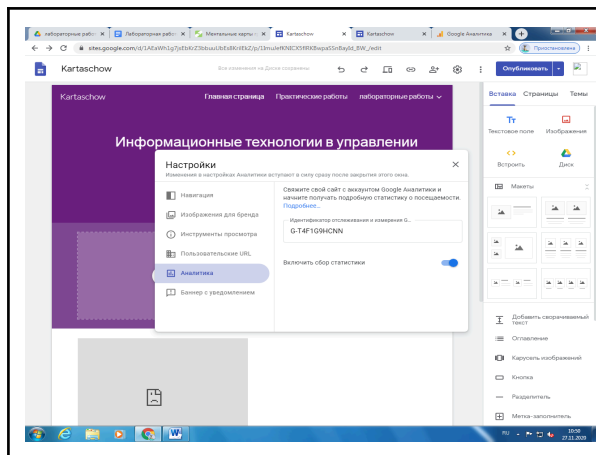 лабораторные рабо
Лабораторная рабо
Ментальные карты
Kartaschow
Kartaschow
Google Аналитика
sites.google.com/d/1AEaWh1g7jsEbKrZ3bbuuUbEs8KnlEkZ/p/1ImuJefKNECX5fRKBwpaSSnBayId_BW_/edit
Приостановлена
Kartaschow
Все изменения на Диске сохранены
Опубликовать
Kartaschow
Главная страница
Практические работы
лабораторные работы
Вставка
Страницы
Темы
Информационные технологии в управлении
Текстовое поле
Изображения
Встроить
Диск
Макеты
Настройки
Изменения в настройках Аналитики вступают в силу сразу после закрытия этого окна.
Навигация
Изображения для бренда
Инструменты просмотра
Пользовательские URL
Аналитика
Баннер с уведомлением
Свяжите свой сайт с аккаунтом Google Аналитики и
начните получать подробную статистику о посещаемости.
Подробнее…
Идентификатор отслеживания и измерения G…
G-T4F1G9HCNN
Включить сбор статистики
Добавить сворачиваемый
текст
Оглавление
Карусель изображений
Кнопка
Разделитель
Метка-заполнитель
RU
10:50
27.11.2020